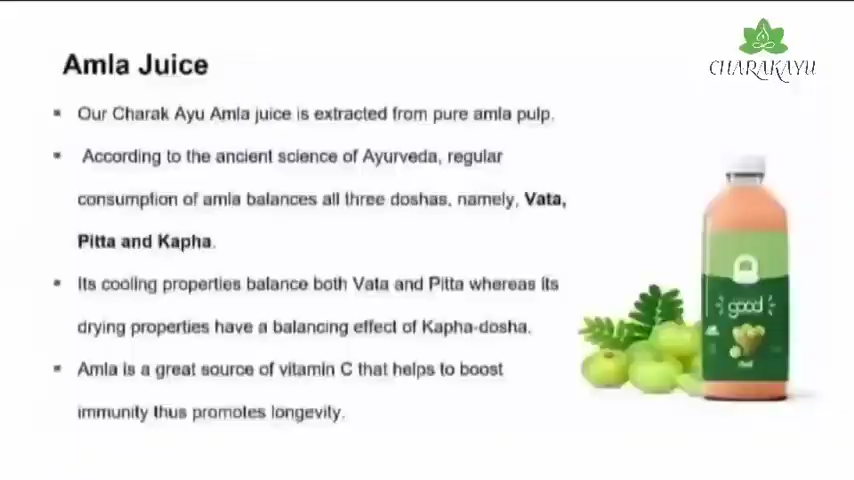 CHARAKAYU
Amla Juice
▪ Our Charak Ayu Amla juice is extracted from pure amla pulp.
▪ According to the ancient science of Ayurveda, regular
consumption of amla balances all three doshas, namely, Vata,
Pitta and Kapha.
▪ Its cooling properties balance both Vata and Pitta whereas its
drying properties have a balancing effect of Kapha-dosha.
▪ Amla is a great source of vitamin C that helps to boost
immunity thus promotes longevity.
good